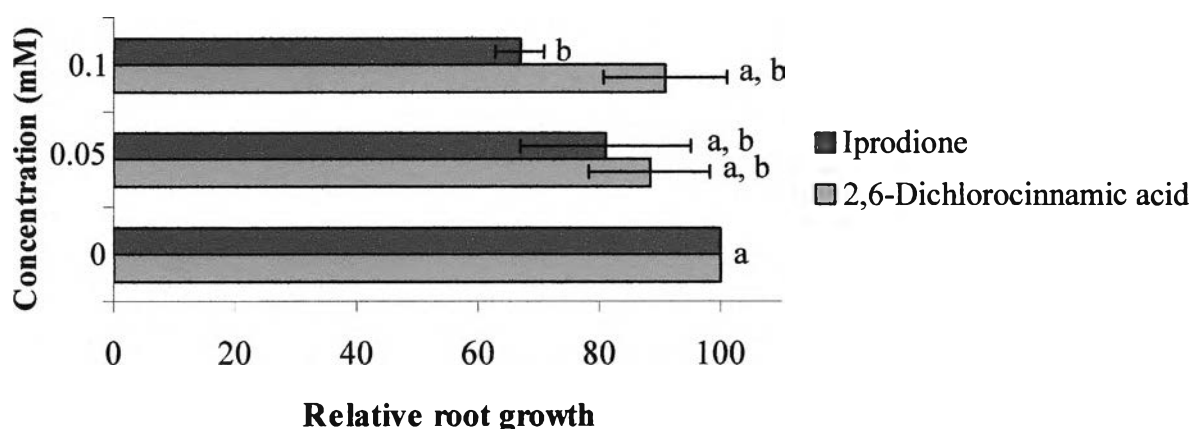 Concentration (mM)
0.1
b
a, b
0.05
a, b
a, b
0
a
0 20 40 60 80 100
Relative root growth
Iprodione
2,6-Dichlorocinnamic acid